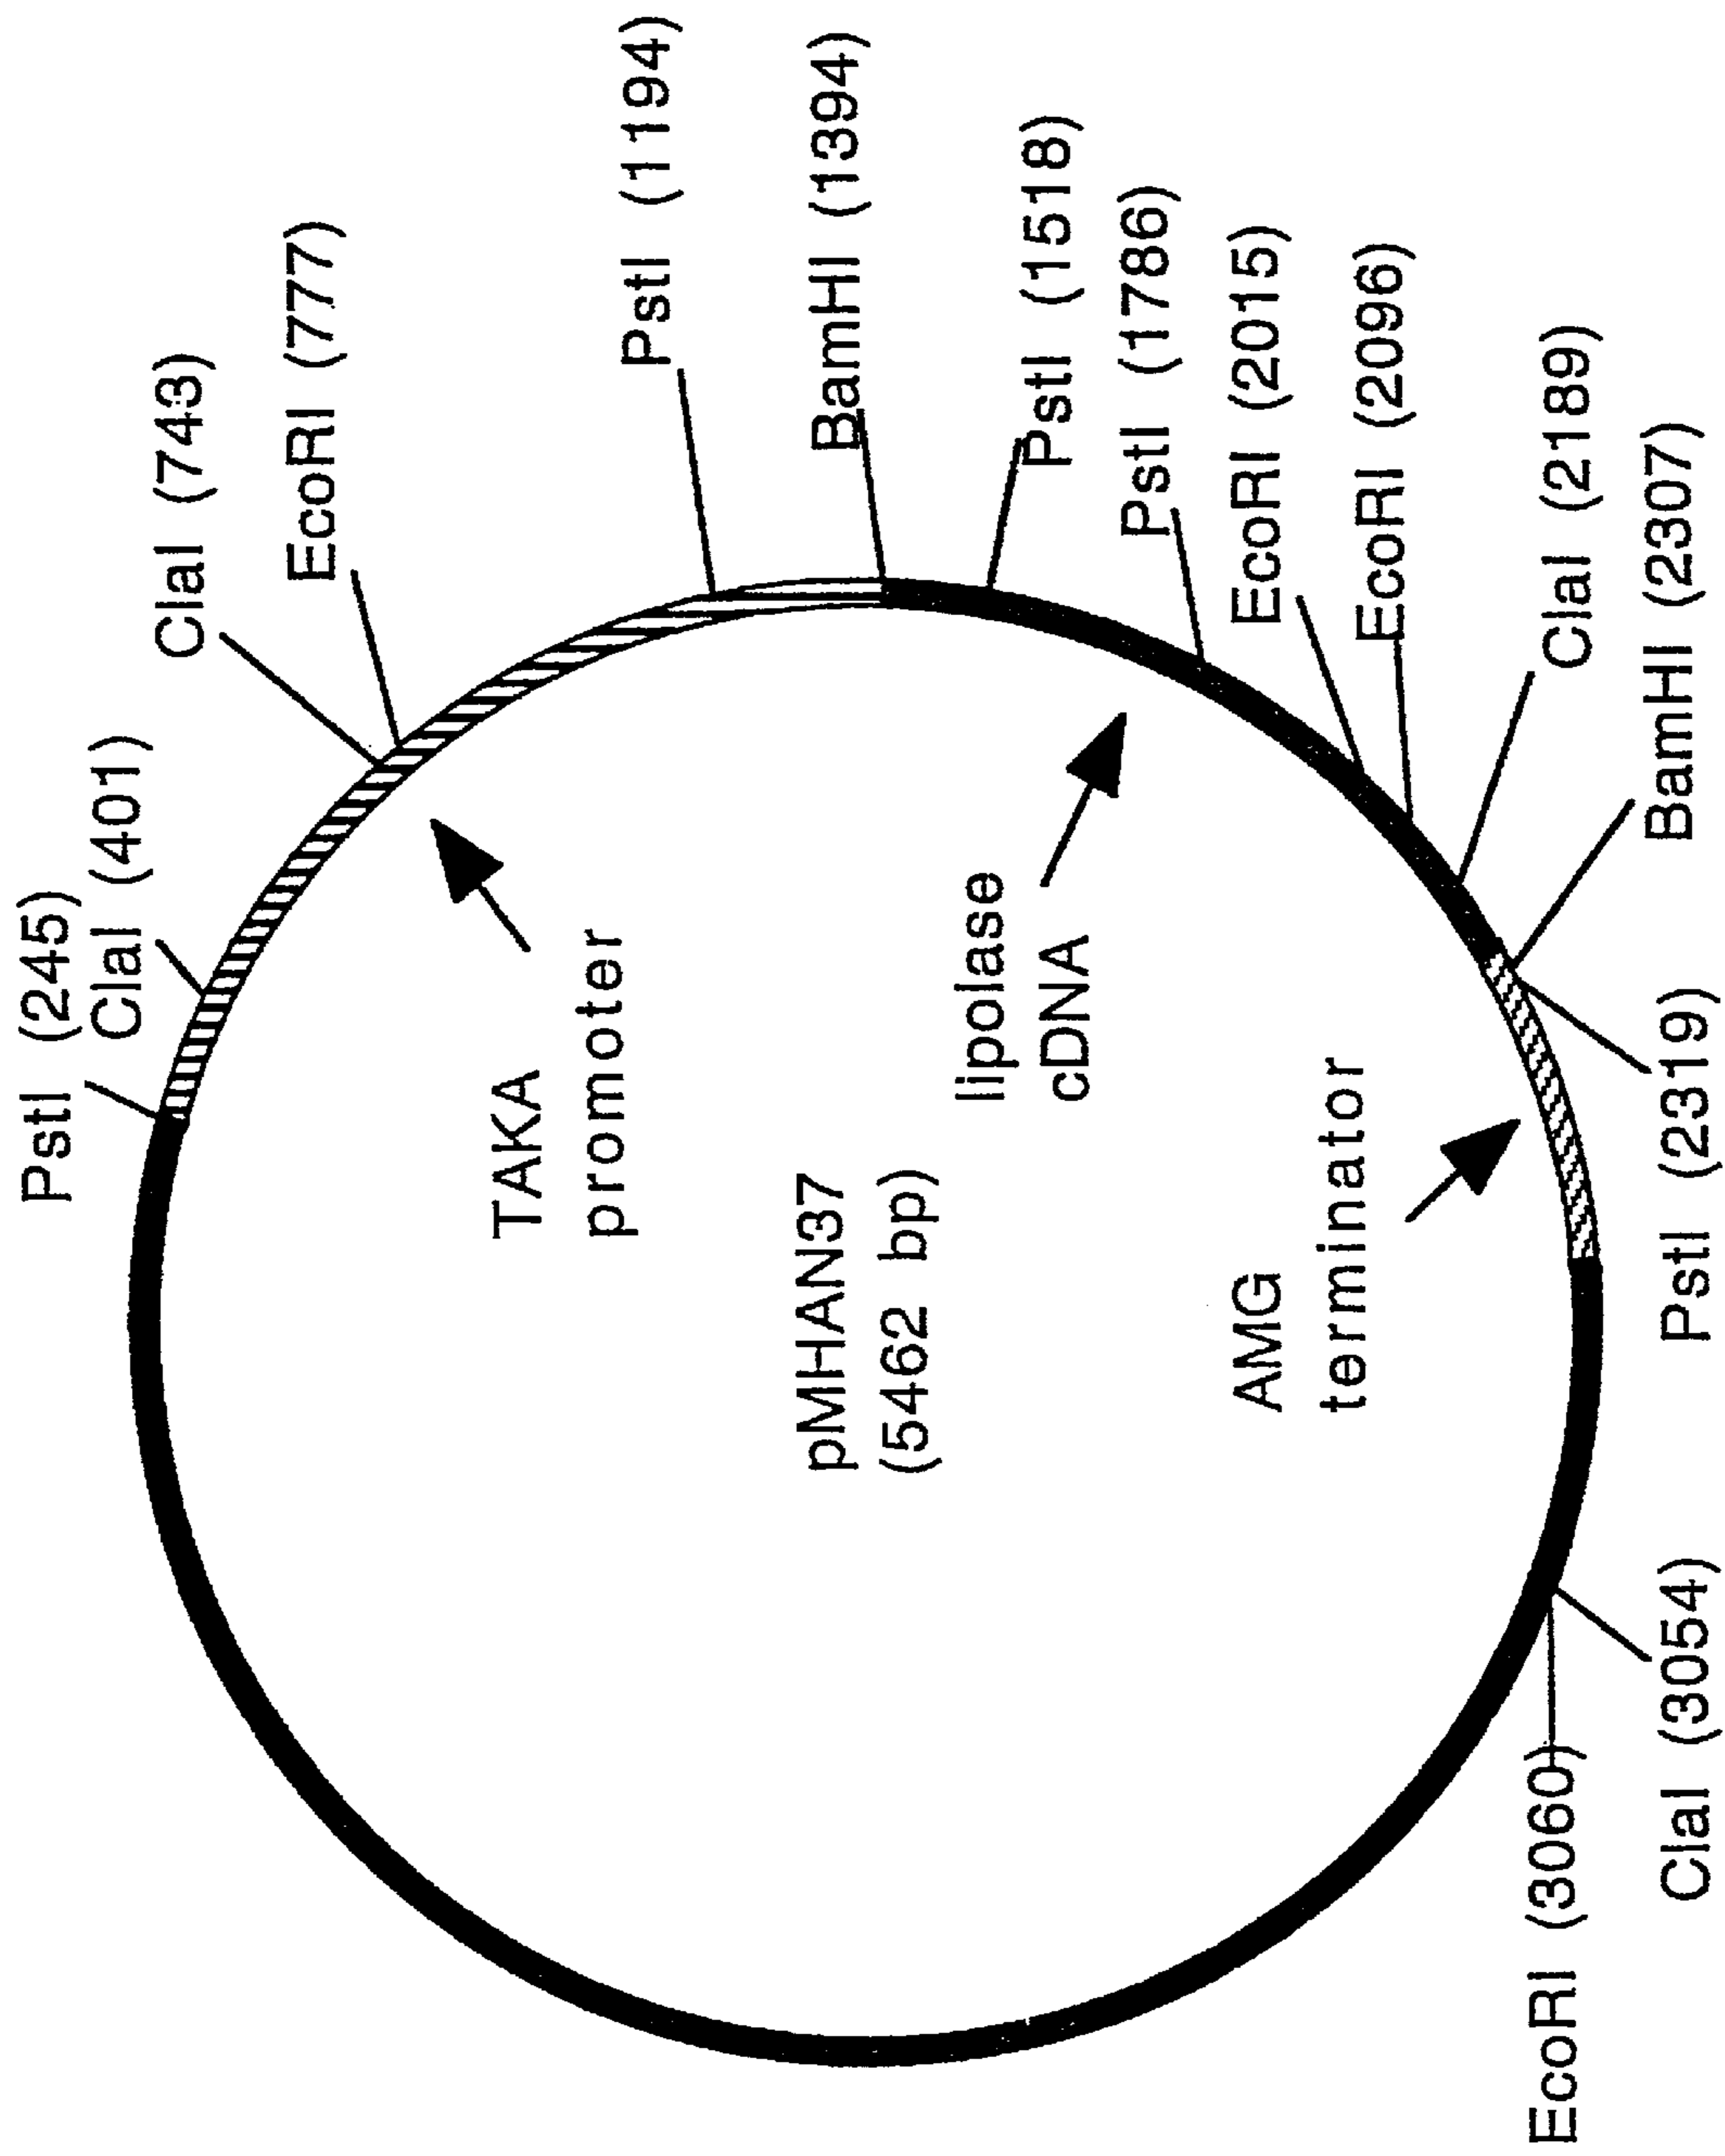 PstI (245)
ClaI (401)
ClaI (743)
EcoRI (777)
PstI (1194)
BamHI (1394)
PstI (1518)
PstI (1786)
EcoRI (2015)
EcoRI (2096)
ClaI (2189)
BamHI (2307)
PstI (2319)
ClaI (3054)
EcoRI (3060)
TAKA
promoter
pMHAN37
(5462 bp)
lipolase
cDNA
AMG
terminator